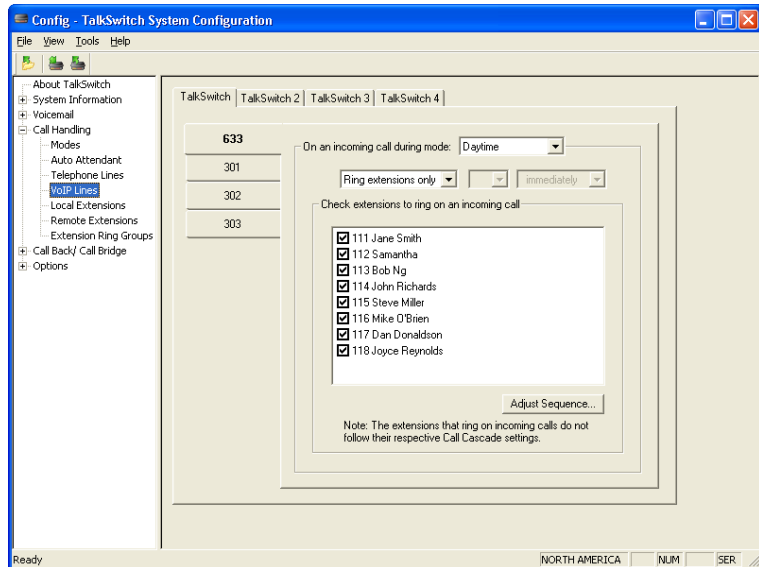 Config - TalkSwitch System Configuration
File View Tools Help
About TalkSwitch
System Information
Voicemail
Call Handling
Modes
Auto Attendant
Telephone Lines
VoIP Lines
Local Extensions
Remote Extensions
Extension Ring Groups
Call Back/ Call Bridge
Options
TalkSwitch TalkSwitch 2 TalkSwitch 3 TalkSwitch 4
633
301
302
303
On an incoming call during mode: Daytime
Ring extensions only immediately
Check extensions to ring on an incoming call
111 Jane Smith
112 Samantha
113 Bob Ng
114 John Richards
115 Steve Miller
116 Mike O'Brien
117 Dan Donaldson
118 Joyce Reynolds
Adjust Sequence...
Note: The extensions that ring on incoming calls do not
follow their respective Call Cascade settings.
Ready NORTH AMERICA NUM SER